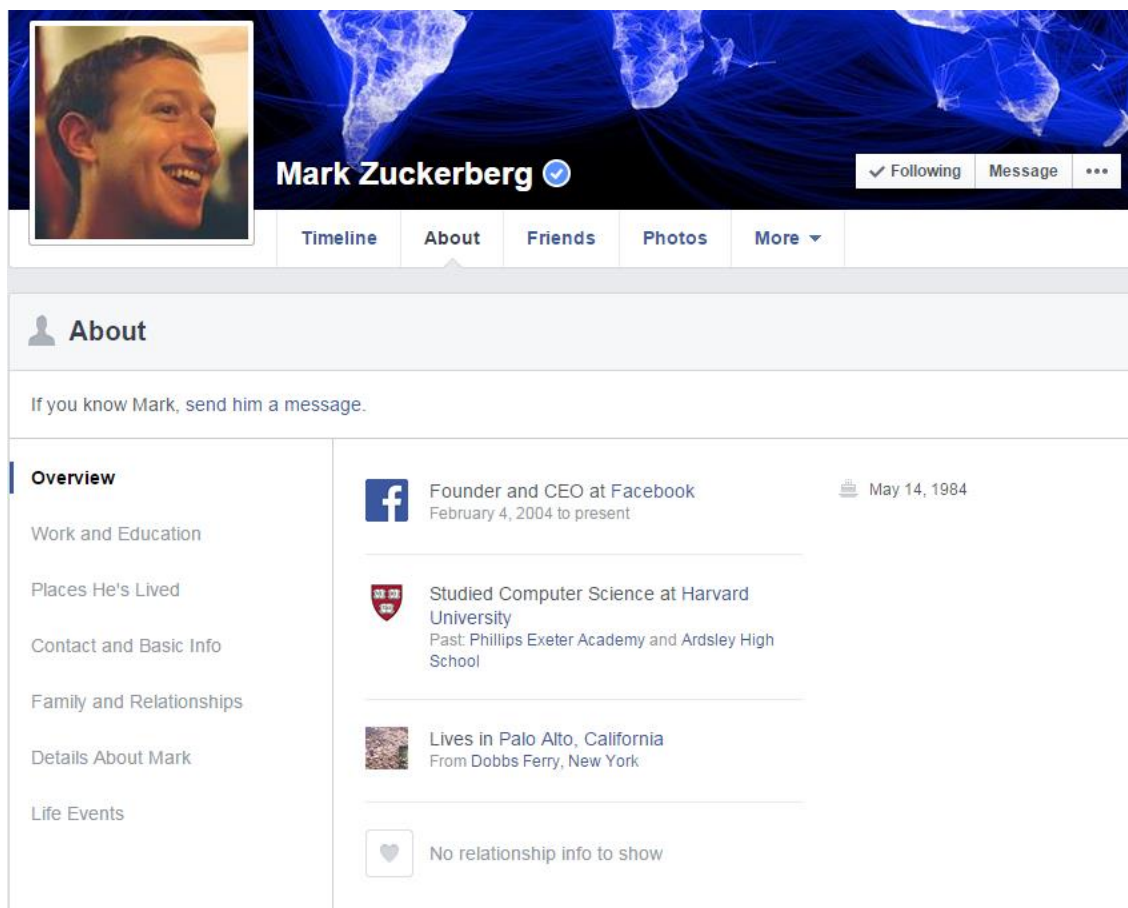 Mark Zuckerberg
Following
Message
Timeline
About
Friends
Photos
More
About
If you know Mark, send him a message.
Overview
Work and Education
Places He's Lived
Contact and Basic Info
Family and Relationships
Details About Mark
Life Events
Founder and CEO at Facebook
February 4, 2004 to present
Studied Computer Science at Harvard
University
Past: Phillips Exeter Academy and Ardsley High
School
Lives in Palo Alto, California
From Dobbs Ferry, New York
No relationship info to show
May 14, 1984